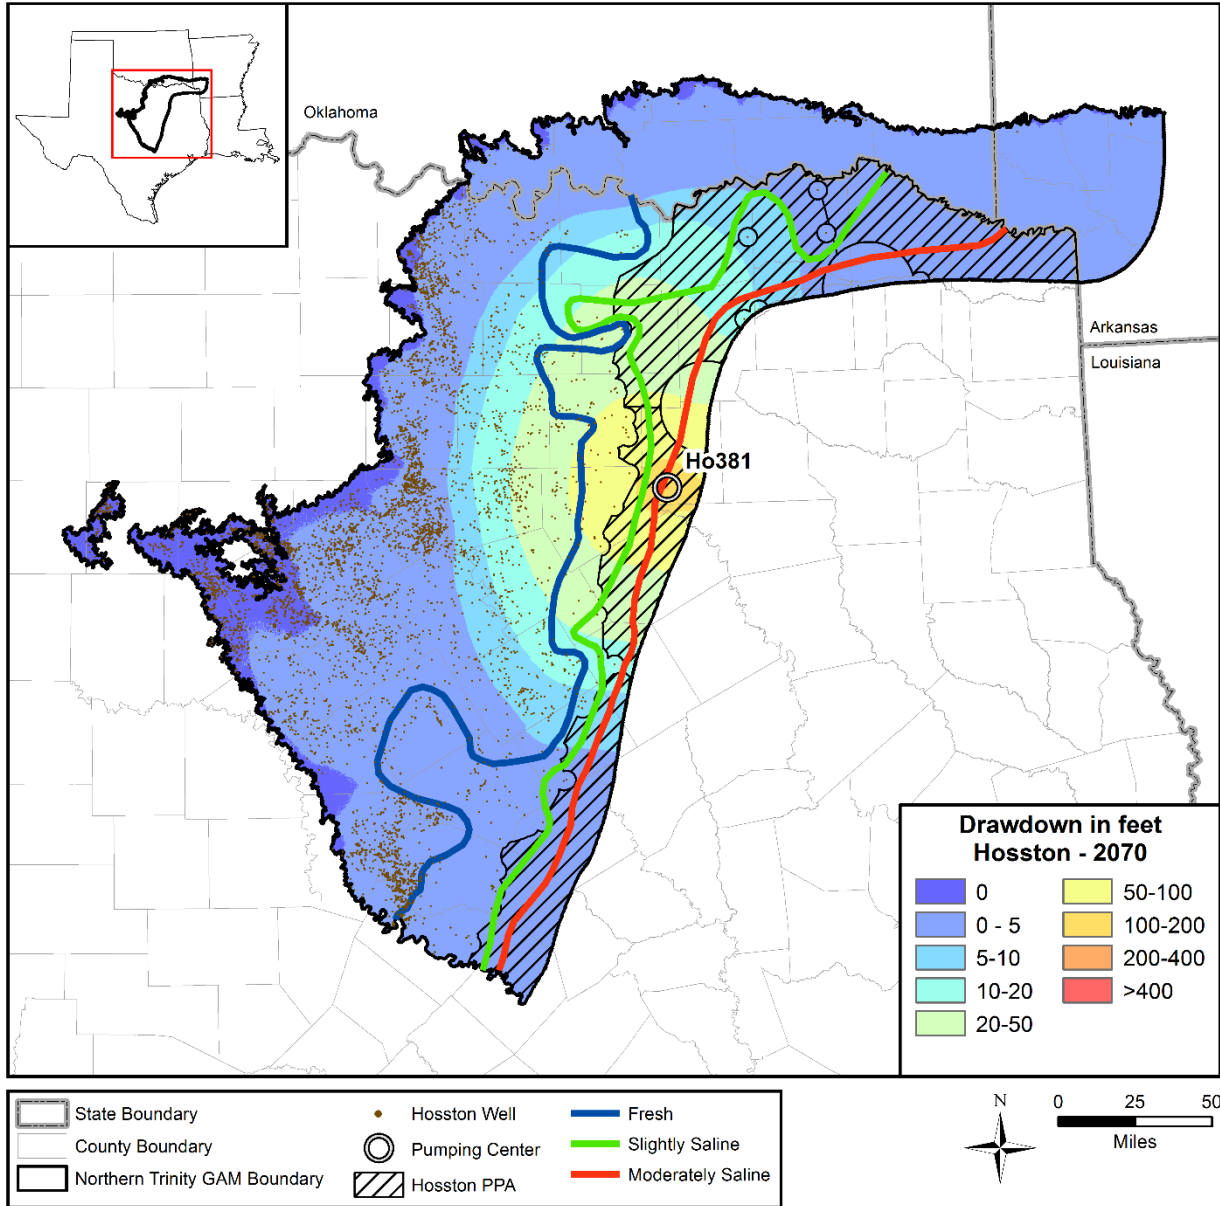 Oklahoma
Arkansas
Louisiana
Ho381
Drawdown in feet
Hosston - 2070
0
0 - 5
5-10
10-20
20-50
50-100
100-200
200-400
>400
State Boundary
County Boundary
Northern Trinity GAM Boundary
Hosston Well
Pumping Center
Hosston PPA
Fresh
Slightly Saline
Moderately Saline
N
0 25 50
Miles